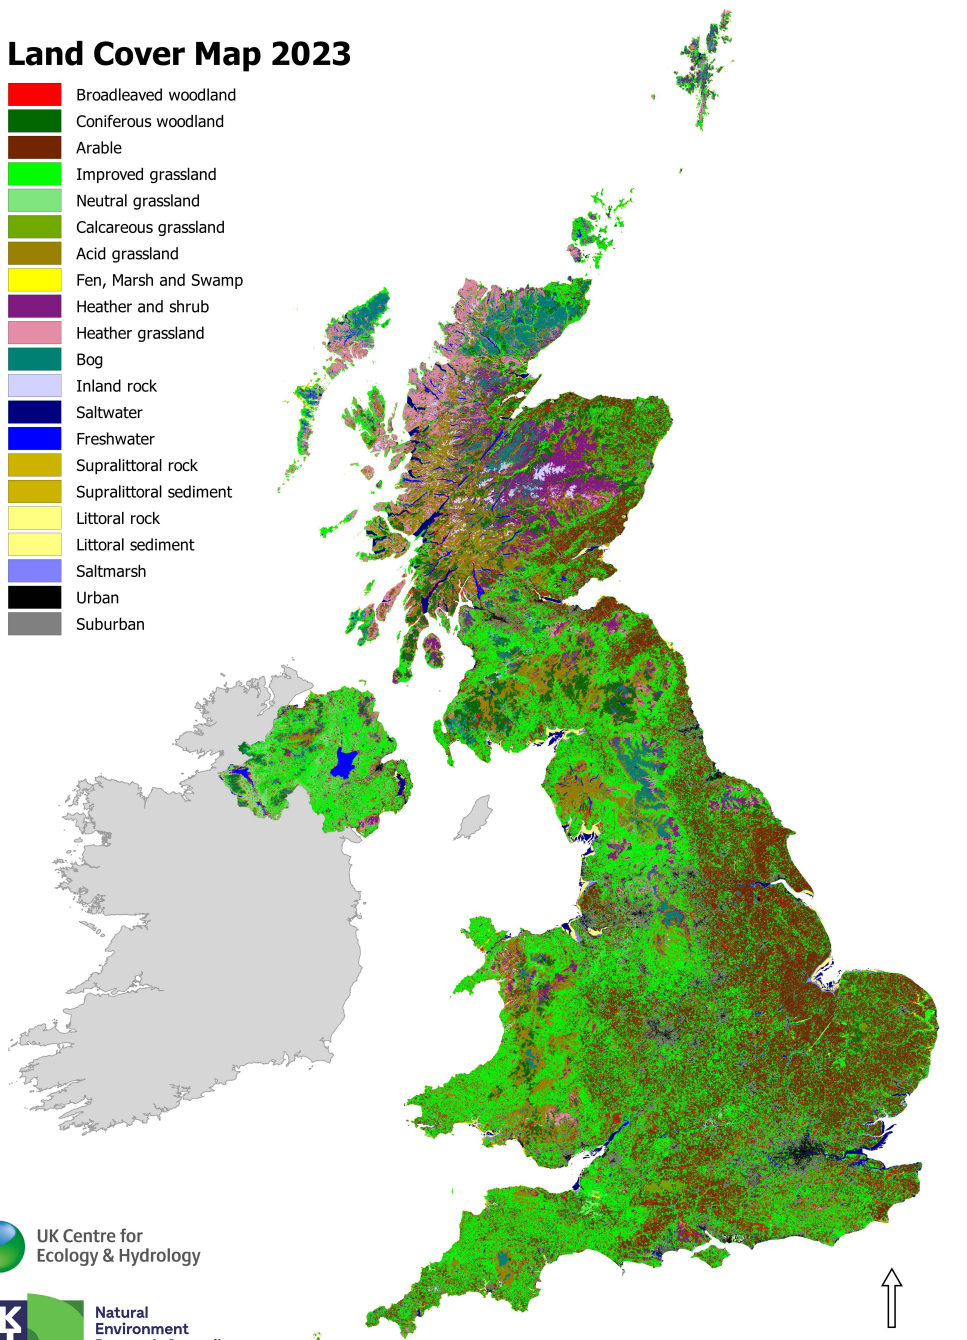 Land Cover Map 2023
Broadleaved woodland
Coniferous woodland
Arable
Improved grassland
Neutral grassland
Calcareous grassland
Acid grassland
Fen, Marsh and Swamp
Heather and shrub
Heather grassland
Bog
Inland rock
Saltwater
Freshwater
Supralittoral rock
Supralittoral sediment
Littoral rock
Littoral sediment
Saltmarsh
Urban
Suburban
UK Centre for
Ecology & Hydrology
Natural
Environment